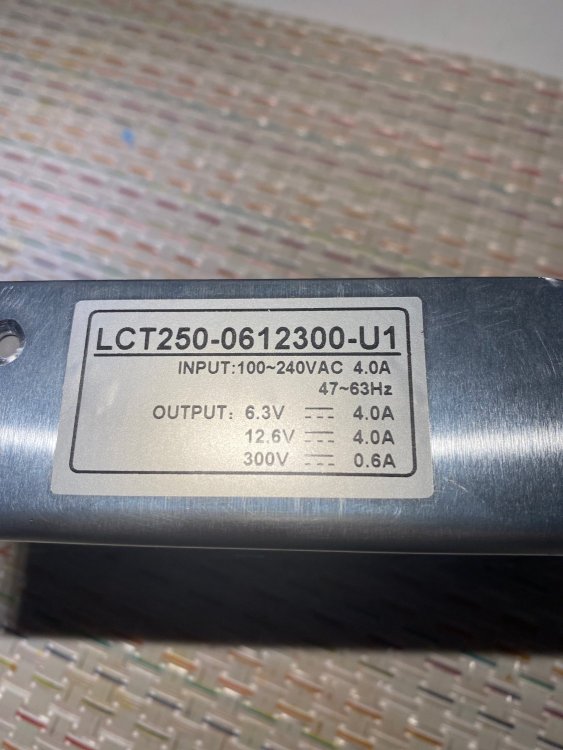 LCT250-0612300-U1
INPUT:100~240VAC 4.0A
47~63Hz
OUTPUT: 6.3V ⎓ 4.0A
12.6V ⎓ 4.0A
300V ⎓ 0.6A